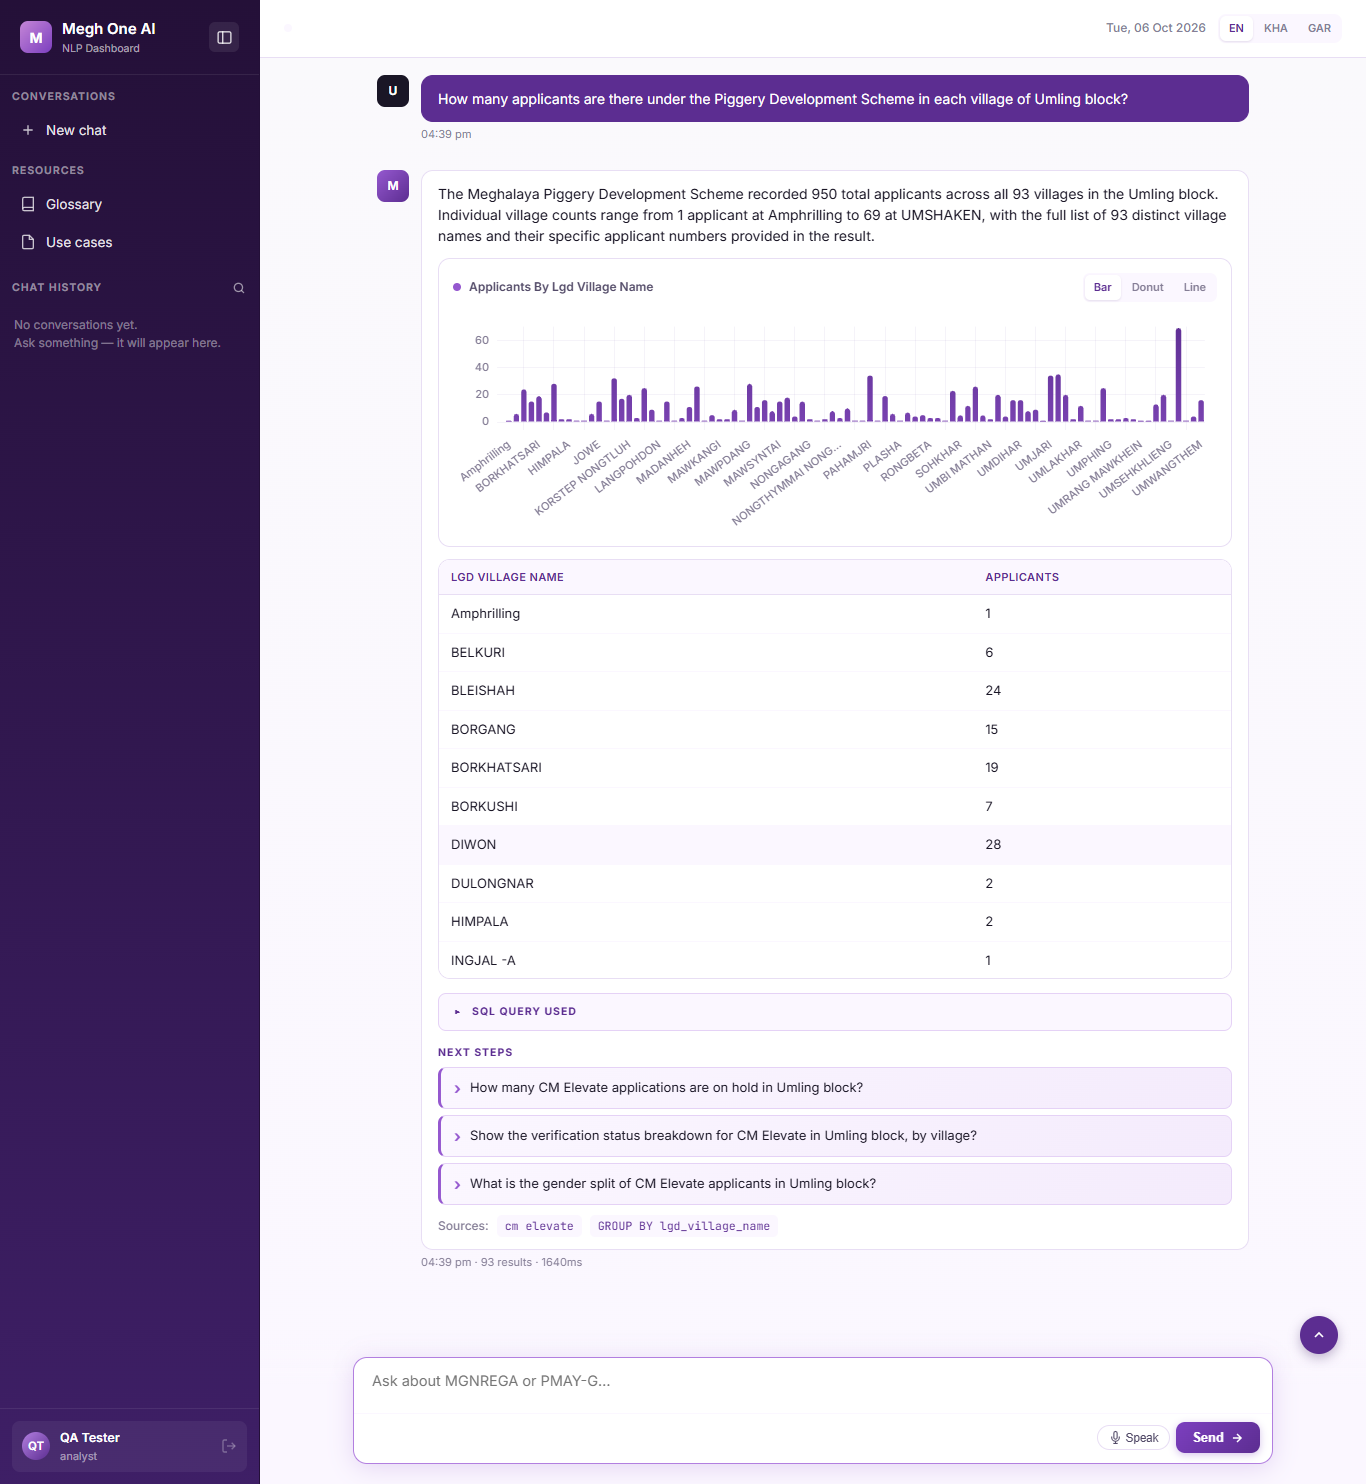 M
Megh One AI
NLP Dashboard
CONVERSATIONS
New chat
RESOURCES
Glossary
Use cases
CHAT HISTORY
No conversations yet.
Ask something — it will appear here.
QT
QA Tester
analyst
Tue, 06 Oct 2026
EN
KHA
GAR
U
How many applicants are there under the Piggery Development Scheme in each village of Umling block?
04:39 pm
M
The Meghalaya Piggery Development Scheme recorded 950 total applicants across all 93 villages in the Umling block.
Individual village counts range from 1 applicant at Amphrilling to 69 at UMSHAKEN, with the full list of 93 distinct village
names and their specific applicant numbers provided in the result.
Applicants By Lgd Village Name
Bar
Donut
Line
60
40
20
0
Amphrilling
BORKHATSARI
HIMPALA
JOWE
KORSTEP NONGTLUH
LANGPOHDON
MADANHEH
MAWKANGI
MAWPDANG
MAWSYNTAI
NONGAGANG
NONGTHYMMAI NONG...
PAHAMJRI
PLASHA
RONGBETA
SOHKHAR
UMBI MATHAN
UMDIHAR
UMJARI
UMLAKHAR
UMPHING
UMRANG MAWKHEIN
UMSEHKHLIENG
UMWANGTHEM
LGD VILLAGE NAME APPLICANTS
Amphrilling 1
BELKURI 6
BLEISHAH 24
BORGANG 15
BORKHATSARI 19
BORKUSHI 7
DIWON 28
DULONGNAR 2
HIMPALA 2
INGJAL -A 1
SQL QUERY USED
NEXT STEPS
How many CM Elevate applications are on hold in Umling block?
Show the verification status breakdown for CM Elevate in Umling block, by village?
What is the gender split of CM Elevate applicants in Umling block?
Sources: cm elevate GROUP BY lgd_village_name
04:39 pm · 93 results · 1640ms
Ask about MGNREGA or PMAY-G...
Speak
Send →